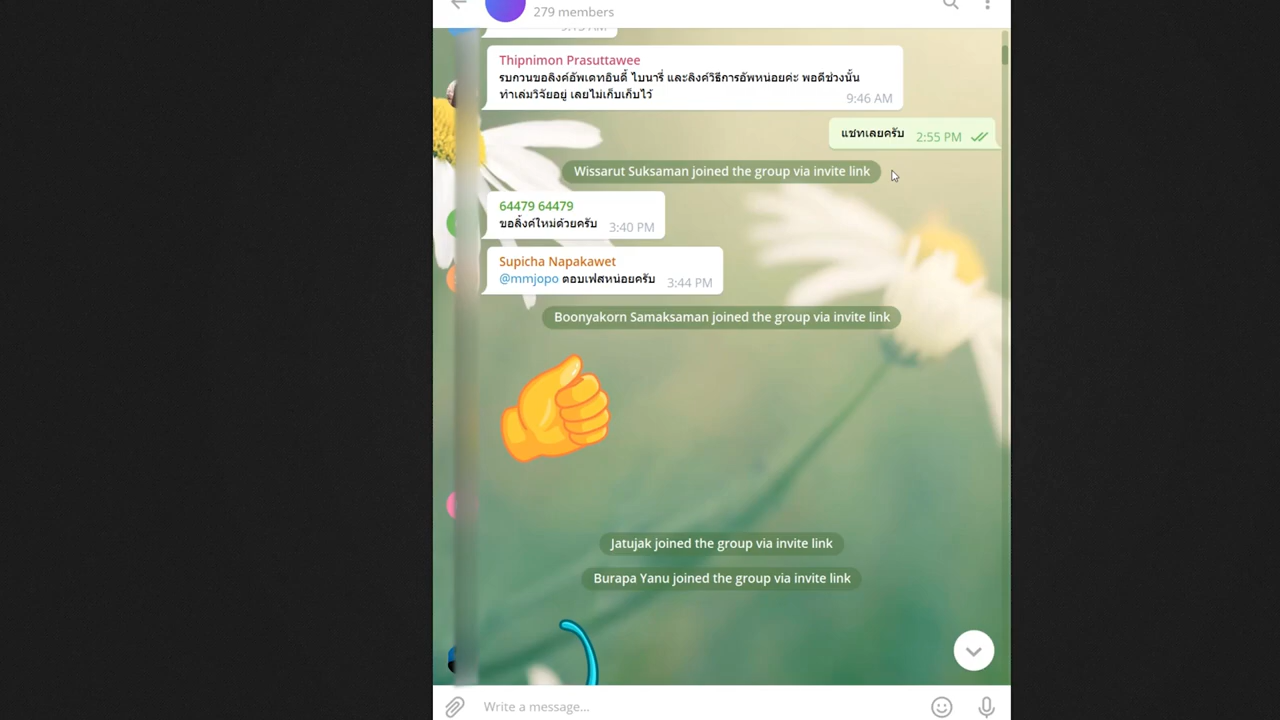 279 members
9:13 AM
Thipnimon Prasuttawee
รบกวนขอลิงค์อัพเดทอินดี้ ไบนารี่ และลิงค์วิธีการอัพหน่อยค่ะ พอดีช่วงนั้น
ทำเล่มวิจัยอยู่ เลยไม่เก็บเก็บไว้
9:46 AM
แชทเลยครับ 2:55 PM
Wissarut Suksaman joined the group via invite link
64479 64479
ขอลิ้งค์ใหม่ด้วยครับ 3:40 PM
Supicha Napakawet
@mmjopo ตอบเฟสหน่อยครับ 3:44 PM
Boonyakorn Samaksaman joined the group via invite link
Jatujak joined the group via invite link
Burapa Yanu joined the group via invite link
Write a message...